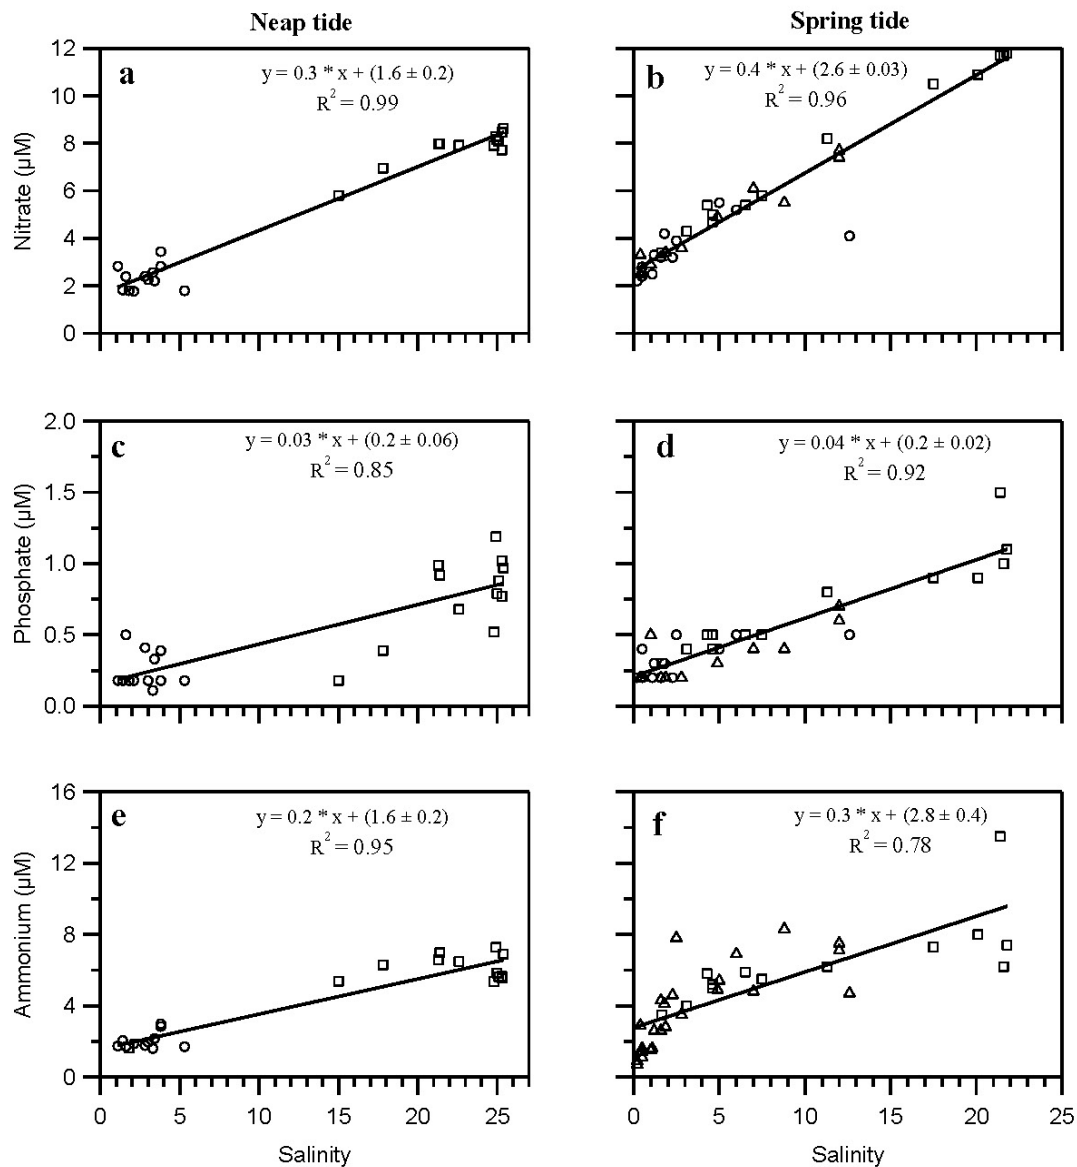 Neap tide
Spring tide
a
y = 0.3 * x + (1.6 ± 0.2)
R² = 0.99
b
y = 0.4 * x + (2.6 ± 0.03)
R² = 0.96
Nitrate (µM)
12
10
8
6
4
2
0
c
y = 0.03 * x + (0.2 ± 0.06)
R² = 0.85
d
y = 0.04 * x + (0.2 ± 0.02)
R² = 0.92
Phosphate (µM)
2.0
1.5
1.0
0.5
0.0
e
y = 0.2 * x + (1.6 ± 0.2)
R² = 0.95
f
y = 0.3 * x + (2.8 ± 0.4)
R² = 0.78
Ammonium (µM)
16
12
8
4
0
0 5 10 15 20 25
0 5 10 15 20 25
Salinity
Salinity